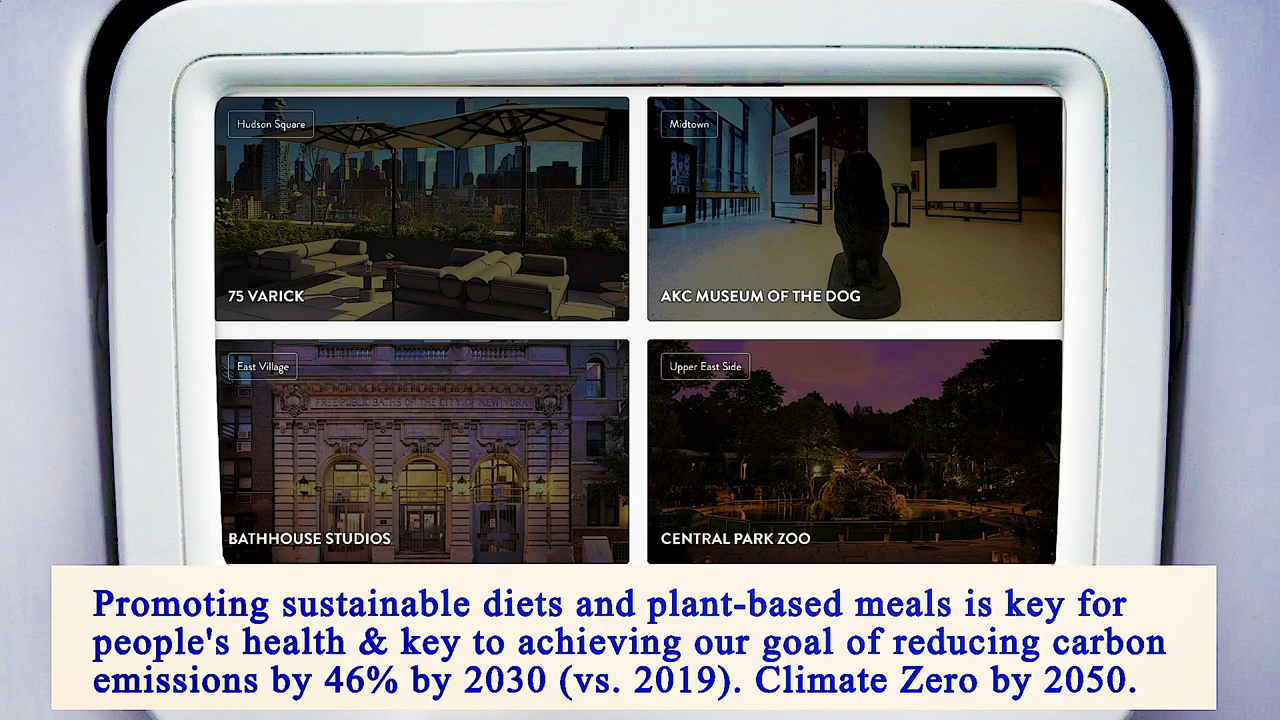 Hudson Square
75 VARICK
Midtown
AKC MUSEUM OF THE DOG
East Village
FREE PUBLIC BATHS OF THE CITY OF NEW YORK
BATHHOUSE STUDIOS
Upper East Side
CENTRAL PARK ZOO
Promoting sustainable diets and plant-based meals is key for
people's health & key to achieving our goal of reducing carbon
emissions by 46% by 2030 (vs. 2019). Climate Zero by 2050.